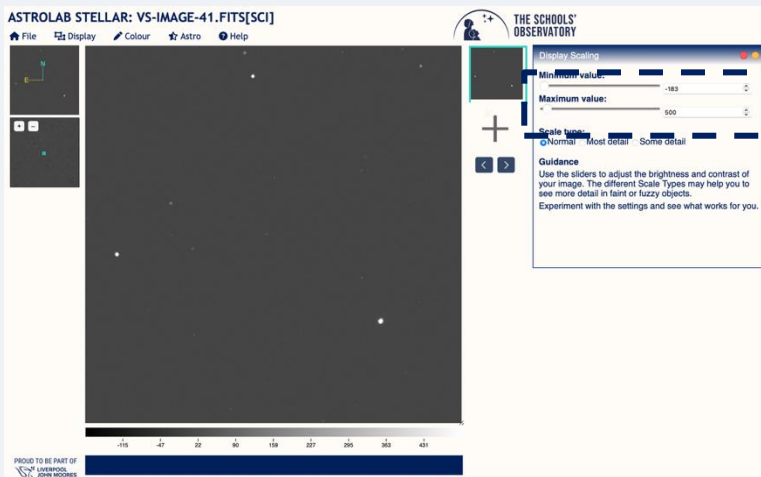 ASTROLAB STELLAR: VS-IMAGE-41.FITS[SCI]
THE SCHOOLS'
OBSERVATORY
File Display Colour Astro Help
N
E
+ −
Display Scaling
Minimum value:
-183
Maximum value:
500
Scale type:
Normal Most detail Some detail
Guidance
Use the sliders to adjust the brightness and contrast of
your image. The different Scale Types may help you to
see more detail in faint or fuzzy objects.
Experiment with the settings and see what works for you.
-115 -47 22 90 159 227 295 363 431
PROUD TO BE PART OF
LIVERPOOL
JOHN MOORES